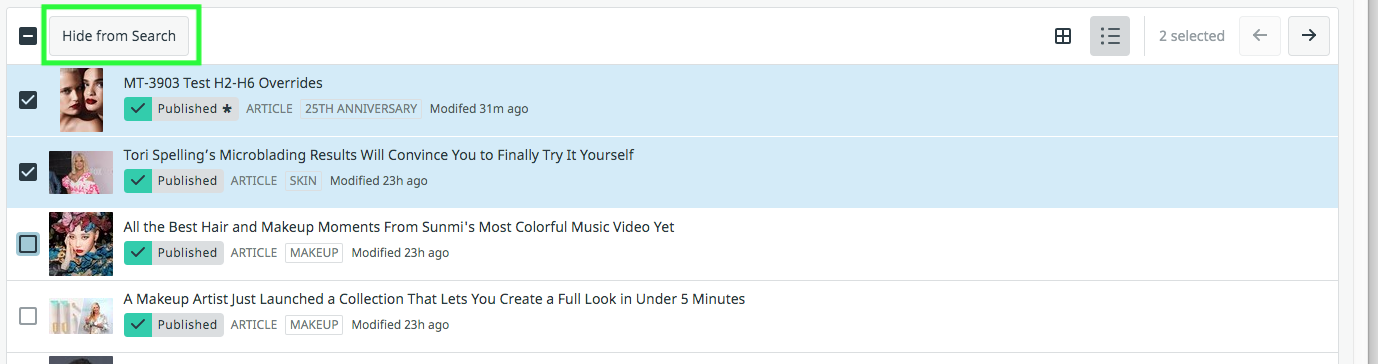 Hide from Search
2 selected
MT-3903 Test H2-H6 Overrides
Published * ARTICLE 25TH ANNIVERSARY Modifed 31m ago
Tori Spelling’s Microblading Results Will Convince You to Finally Try It Yourself
Published ARTICLE SKIN Modified 23h ago
All the Best Hair and Makeup Moments From Sunmi's Most Colorful Music Video Yet
Published ARTICLE MAKEUP Modified 23h ago
A Makeup Artist Just Launched a Collection That Lets You Create a Full Look in Under 5 Minutes
Published ARTICLE MAKEUP Modified 23h ago